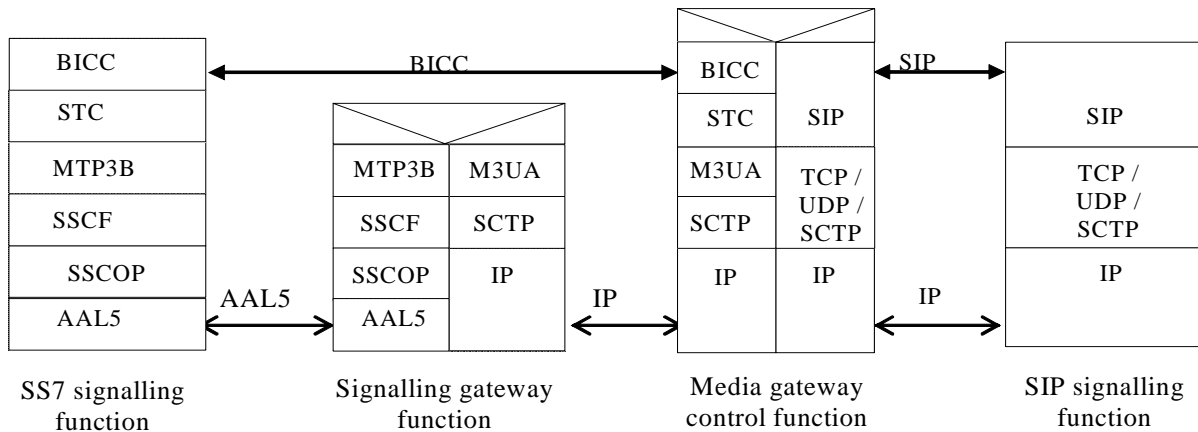 BICC
STC
MTP3B
SSCF
SSCOP
AAL5
SS7 signalling
function
BICC
AAL5
MTP3B
SSCF
SSCOP
AAL5
M3UA
SCTP
IP
Signalling gateway
function
IP
BICC
STC
M3UA
SCTP
IP
SIP
TCP /
UDP /
SCTP
IP
Media gateway
control function
SIP
IP
SIP
TCP /
UDP /
SCTP
IP
SIP signalling
function